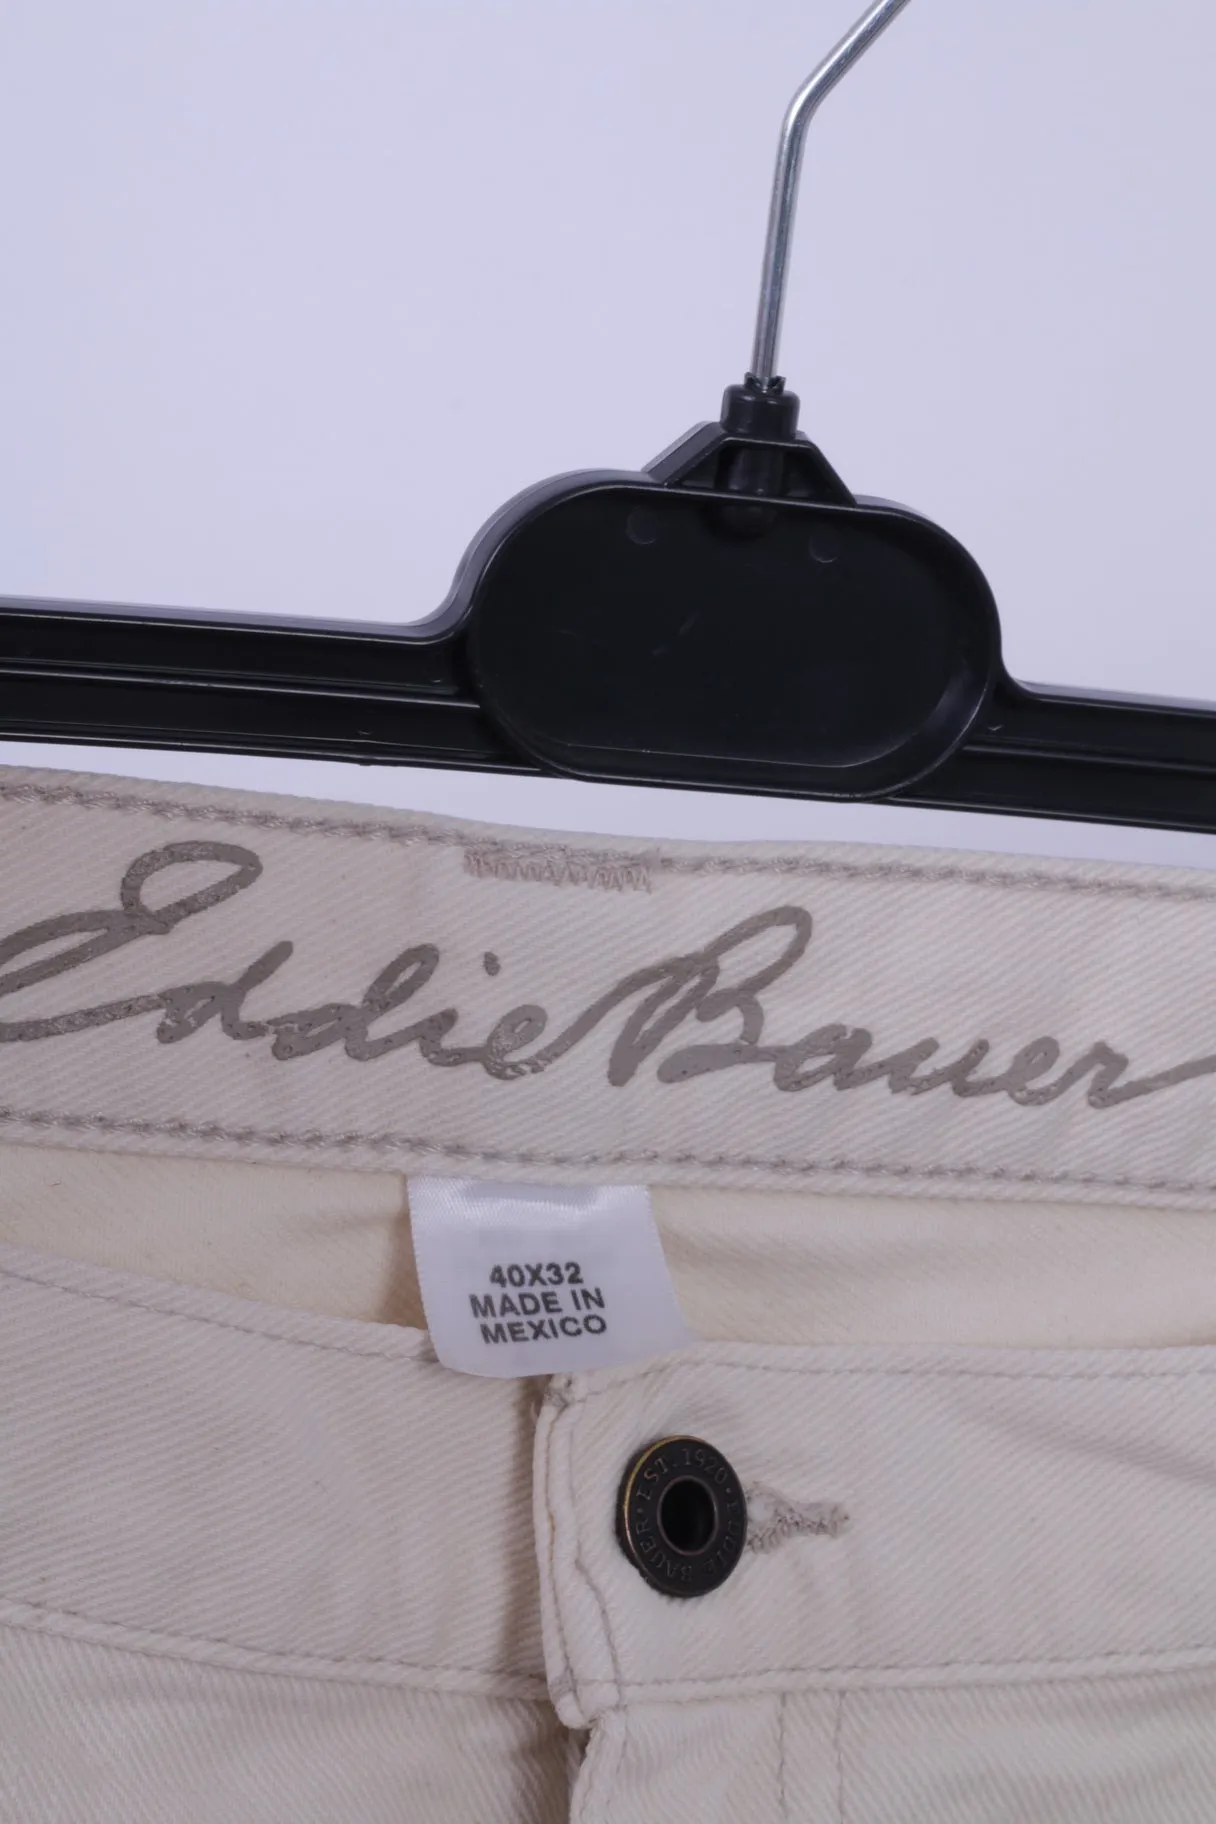 Eddie Bauer
40X32
MADE IN
MEXICO
EST. 1920 • EDDIE BAUER •